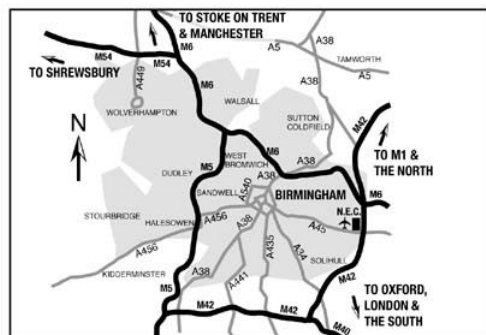 TO STOKE ON TRENT
& MANCHESTER
A38
M6
A5
TAMWORTH
M54
M54
TO SHREWSBURY
A449
A38
A5
M6
WALSALL
WOLVERHAMPTON
SUTTON
COLDFIELD
M42
N
M6
TO M1 &
THE NORTH
WEST
BROMWICH
M5
A38
A38
DUDLEY
SANDWELL
A540
BIRMINGHAM
M6
STOURBRIDGE
HALESOWEN
A456
N.E.C.
A38
A45
A456
A435
A34
SOLIHULL
KIDDERMINSTER
A38
A441
M42
M5
M42
M42
TO OXFORD,
LONDON &
THE SOUTH
M40